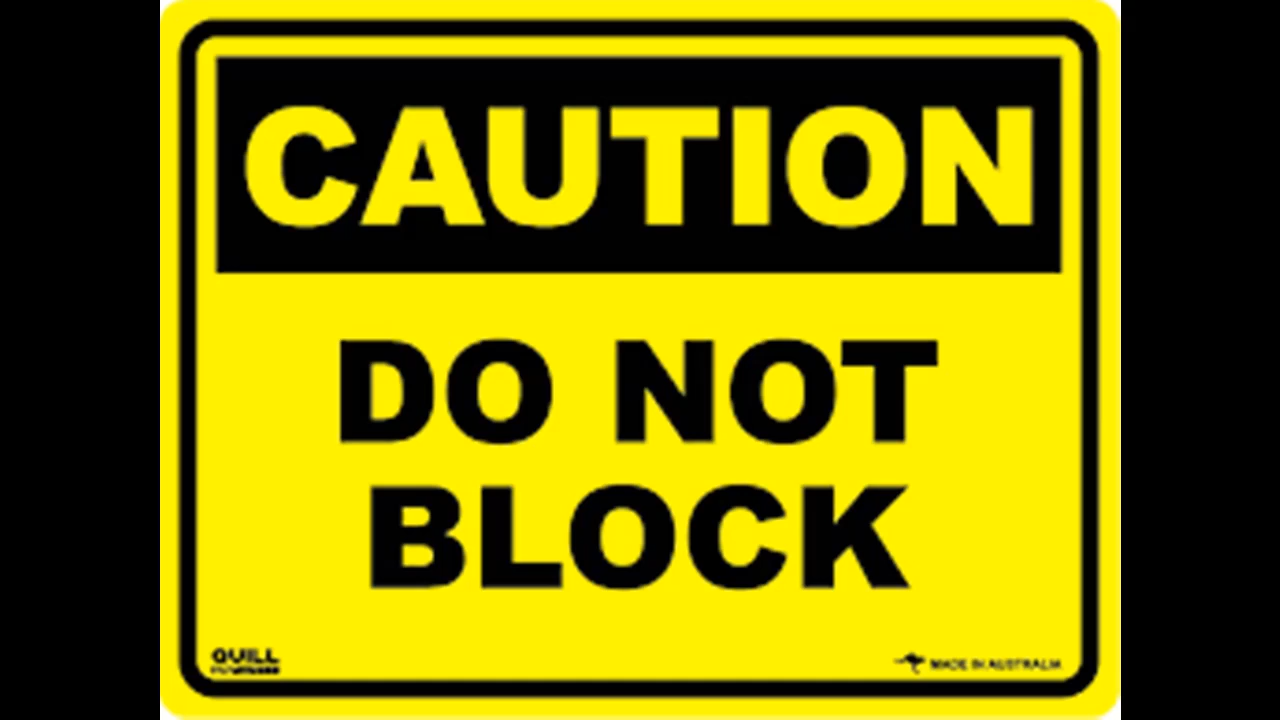 CAUTION
DO NOT
BLOCK
QUILL
MADE IN AUSTRALIA